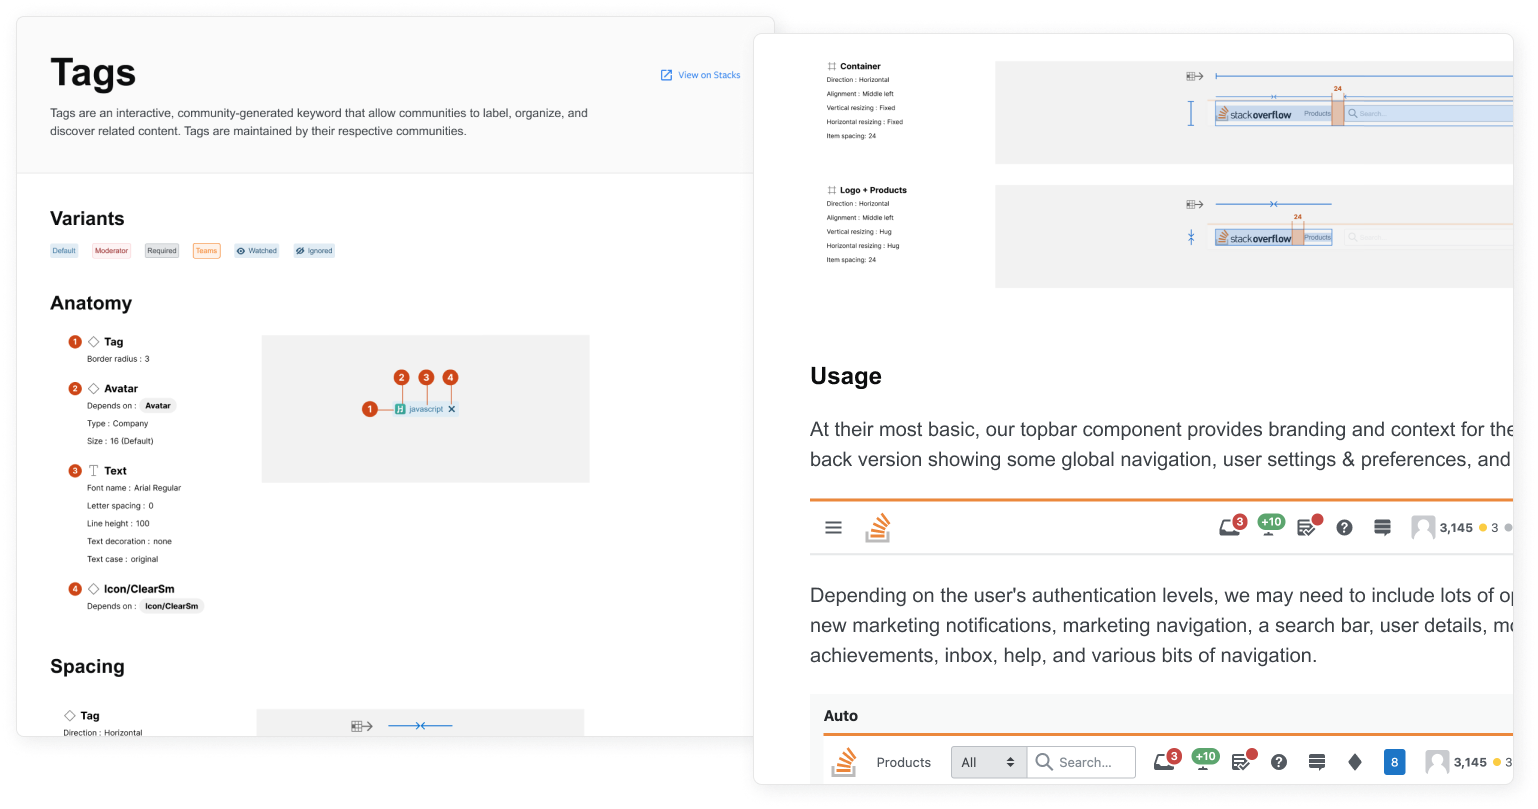 Tags
View on Stacks
Tags are an interactive, community-generated keyword that allow communities to label, organize, and
discover related content. Tags are maintained by their respective communities.
Variants
Default Moderator Required Teams Watched Ignored
Anatomy
1 Tag
Border radius : 3
2 Avatar
Depends on : Avatar
Type : Company
Size : 16 (Default)
3 Text
Font name : Arial Regular
Letter spacing : 0
Line height : 100
Text decoration : none
Text case : original
4 Icon/ClearSm
Depends on : Icon/ClearSm
2 3 4
1 javascript
Spacing
Tag
Direction : Horizontal
Container
Direction : Horizontal
Alignment : Middle left
Vertical resizing : Fixed
Horizontal resizing : Fixed
Item spacing: 24
24
stackoverflow Products Search...
Logo + Products
Direction : Horizontal
Alignment : Middle left
Vertical resizing : Hug
Horizontal resizing : Hug
Item spacing: 24
24
stackoverflow Products Search...
Usage
At their most basic, our topbar component provides branding and context for the
back version showing some global navigation, user settings & preferences, and
3 +10 3,145 3
Depending on the user's authentication levels, we may need to include lots of
new marketing notifications, marketing navigation, a search bar, user details,
achievements, inbox, help, and various bits of navigation.
Auto
Products All Search... 3 +10 8 3,145 3